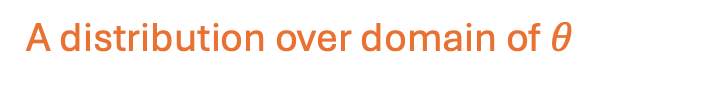 A distribution over domain of θ